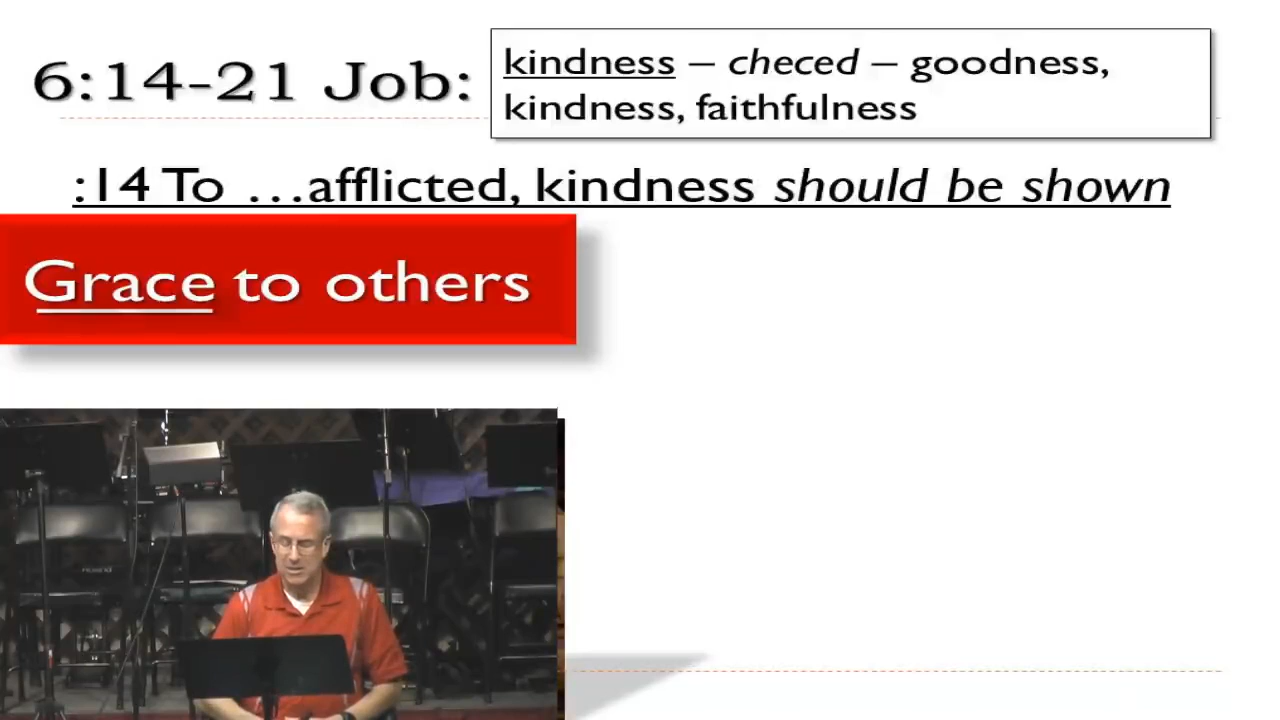 6:14-21 Job:
kindness – checed – goodness,
kindness, faithfulness
:14 To …afflicted, kindness should be shown
Grace to others
Roland